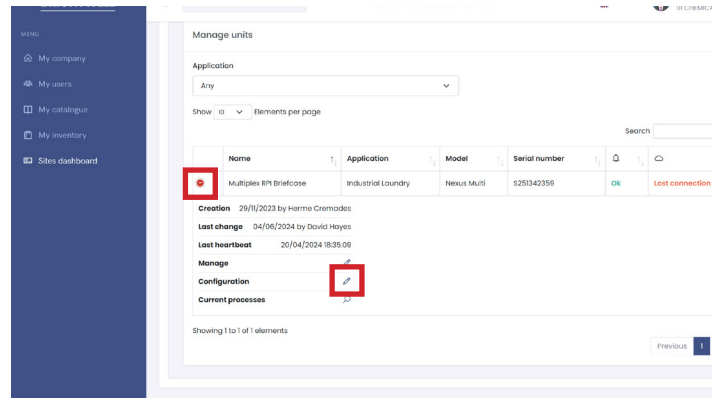 MENU
My company
My users
My catalogue
My inventory
Sites dashboard
Manage units
Application
Any
Show 10 Elements per page
Search
Name Application Model Serial number
Multiplex RPI Briefcase Industrial Laundry Nexus Multi S251342359 Ok Lost connection
Creation 29/11/2023 by Herme Cremades
Last change 04/06/2024 by David Hayes
Last heartbeat 20/04/2024 18:35:09
Manage
Configuration
Current processes
Showing 1 to 1 of 1 elements
Previous 1